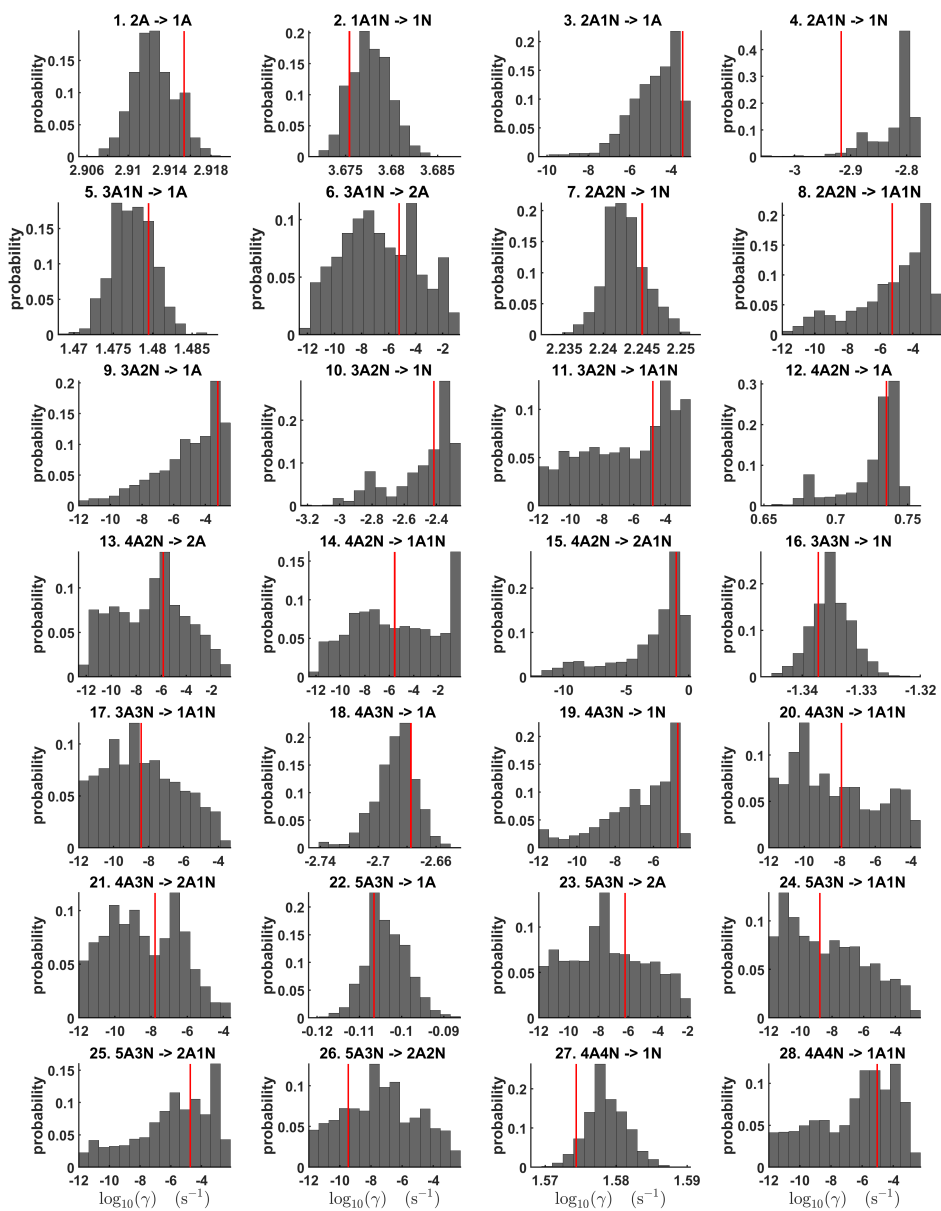 1. 2A -> 1A
2. 1A1N -> 1N
3. 2A1N -> 1A
4. 2A1N -> 1N
probability
0 0.05 0.1 0.15
2.906 2.91 2.914 2.918
probability
0 0.05 0.1 0.15 0.2
3.675 3.68 3.685
probability
0 0.05 0.1 0.15 0.2
-10 -8 -6 -4
probability
0 0.1 0.2 0.3 0.4
-3 -2.9 -2.8
5. 3A1N -> 1A
6. 3A1N -> 2A
7. 2A2N -> 1N
8. 2A2N -> 1A1N
probability
0 0.05 0.1 0.15
1.47 1.475 1.48 1.485
probability
0 0.05 0.1
-12 -10 -8 -6 -4 -2
probability
0 0.05 0.1 0.15 0.2
2.235 2.24 2.245 2.25
probability
0 0.05 0.1 0.15 0.2
-12 -10 -8 -6 -4
9. 3A2N -> 1A
10. 3A2N -> 1N
11. 3A2N -> 1A1N
12. 4A2N -> 1A
probability
0 0.05 0.1 0.15 0.2
-12 -10 -8 -6 -4
probability
0 0.1 0.2
-3.2 -3 -2.8 -2.6 -2.4
probability
0 0.05 0.1
-12 -10 -8 -6 -4
probability
0 0.1 0.2 0.3
0.65 0.7 0.75
13. 4A2N -> 2A
14. 4A2N -> 1A1N
15. 4A2N -> 2A1N
16. 3A3N -> 1N
probability
0 0.05 0.1
-12 -10 -8 -6 -4 -2
probability
0 0.05 0.1 0.15
-12 -10 -8 -6 -4 -2
probability
0 0.1 0.2
-10 -5 0
probability
0 0.1 0.2
-1.34 -1.33 -1.32
17. 3A3N -> 1A1N
18. 4A3N -> 1A
19. 4A3N -> 1N
20. 4A3N -> 1A1N
probability
0 0.05 0.1
-12 -10 -8 -6 -4
probability
0 0.1 0.2
-2.74 -2.7 -2.66
probability
0 0.05 0.1 0.15 0.2
-12 -10 -8 -6
probability
0 0.05 0.1
-12 -10 -8 -6 -4
21. 4A3N -> 2A1N
22. 5A3N -> 1A
23. 5A3N -> 2A
24. 5A3N -> 1A1N
probability
0 0.05 0.1
-12 -10 -8 -6 -4
probability
0 0.05 0.1 0.15 0.2
-0.12 -0.11 -0.1 -0.09
probability
0 0.05 0.1
-12 -10 -8 -6 -4 -2
probability
0 0.05 0.1
-12 -10 -8 -6 -4
25. 5A3N -> 2A1N
26. 5A3N -> 2A2N
27. 4A4N -> 1N
28. 4A4N -> 1A1N
probability
0 0.05 0.1 0.15
-12 -10 -8 -6 -4
log10(γ) (s−1)
probability
0 0.05 0.1
-12 -10 -8 -6 -4
log10(γ) (s−1)
probability
0 0.1 0.2
1.57 1.58 1.59
log10(γ) (s−1)
probability
0 0.05 0.1
-12 -10 -8 -6 -4
log10(γ) (s−1)